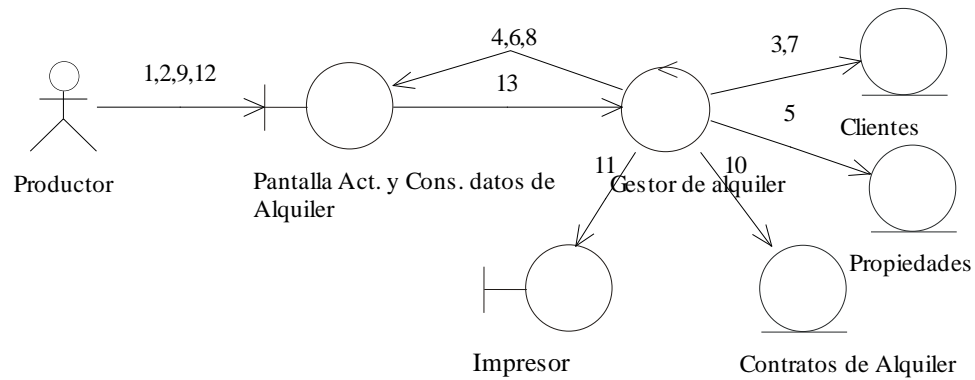 4,6,8
3,7
1,2,9,12
13
5
Clientes
Productor
Pantalla Act. y Cons. datos de
Alquiler
11
Gestor de alquiler
10
Propiedades
Impresor
Contratos de Alquiler